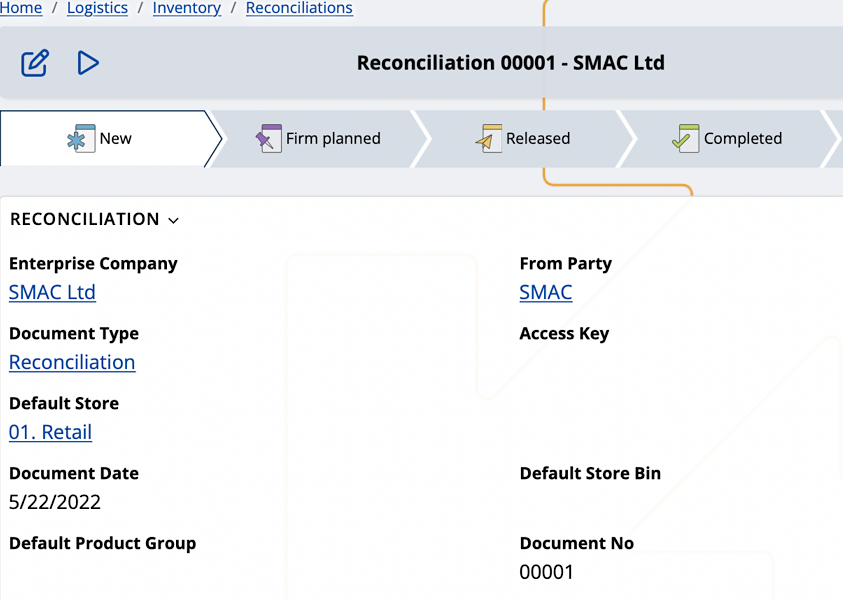 Home / Logistics / Inventory / Reconciliations
Reconciliation 00001 - SMAC Ltd
New
Firm planned
Released
Completed
RECONCILIATION
Enterprise Company
From Party
SMAC Ltd
SMAC
Document Type
Access Key
Reconciliation
Default Store
01. Retail
Document Date
Default Store Bin
5/22/2022
Default Product Group
Document No
00001